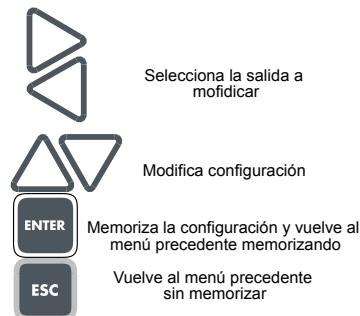 Selecciona la salida a
mofidicar
Modifica configuración
ENTER
Memoriza la configuración y vuelve al
menú precedente memorizando
ESC
Vuelve al menú precedente
sin memorizar